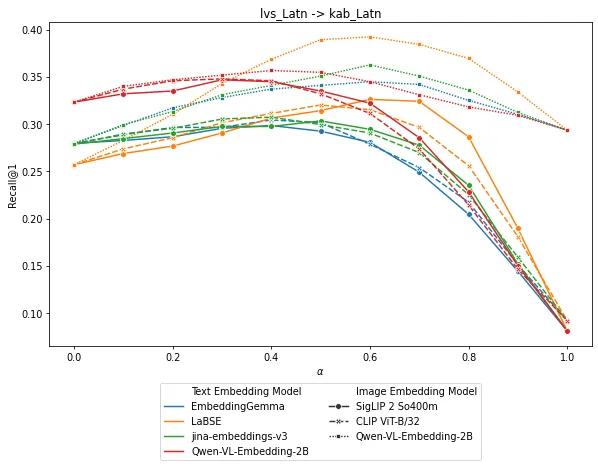 lvs_Latn -> kab_Latn
Recall@1
0.40
0.35
0.30
0.25
0.20
0.15
0.10
0.0 0.2 0.4 0.6 0.8 1.0
α
Text Embedding Model
EmbeddingGemma
LaBSE
jina-embeddings-v3
Qwen-VL-Embedding-2B
Image Embedding Model
SigLIP 2 So400m
CLIP ViT-B/32
Qwen-VL-Embedding-2B